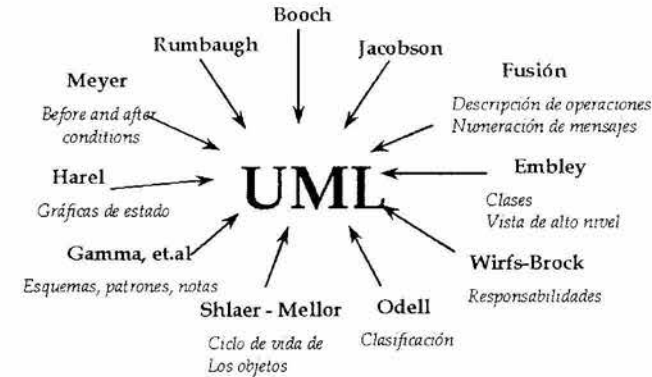 Booch
Rumbaugh
Jacobson
Meyer
Before and after
conditions
Fusión
Descripción de operaciones
Numeración de mensajes
Harel
Gráficas de estado
UML
Embley
Clases
Vista de alto nivel
Gamma, et.al
Esquemas, patrones, notas
Wirfs-Brock
Responsabilidades
Shlaer - Mellor
Ciclo de vida de
Los objetos
Odell
Clasificación